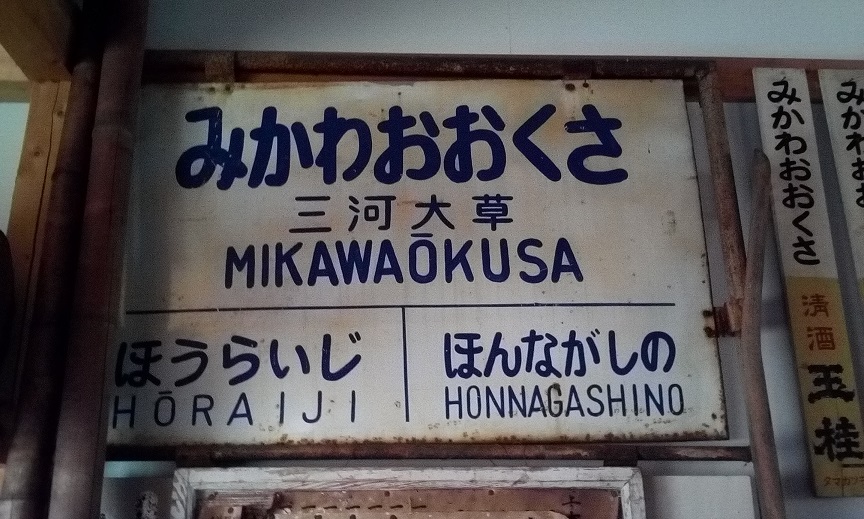 みかわおおくさ
三河大草
MIKAWAŌKUSA
ほうらいじ
HŌRAIJI
ほんながしの
HONNAGASHINO
みかわおおくさ
清酒
玉桂
みかわお